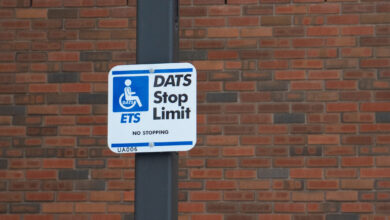 DATS
Stop
Limit
ETS
NO STOPPING
UA006